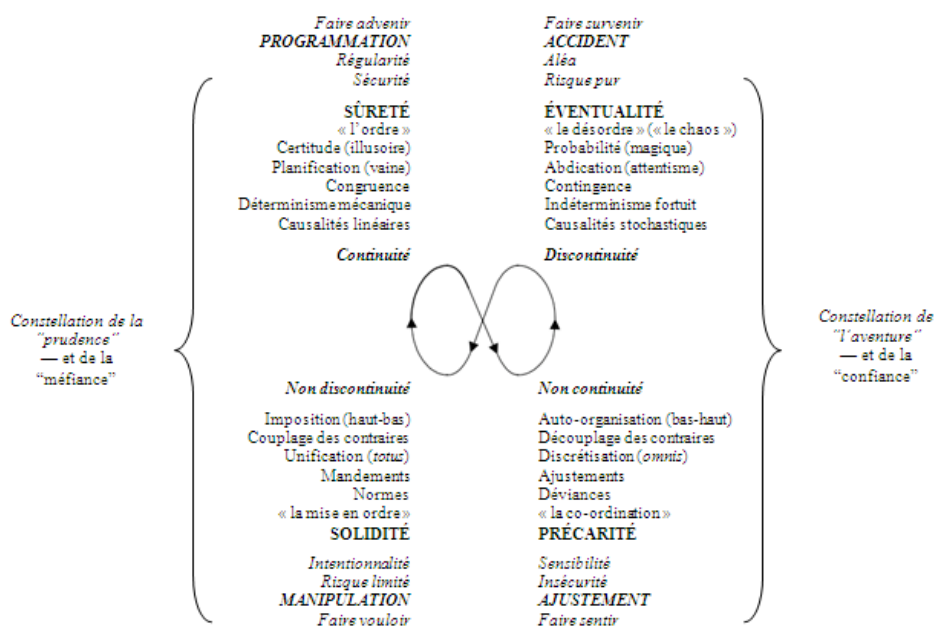 Faire advenir
PROGRAMMATION
Régularité
Sécurité
SÛRETÉ
« l'ordre »
Certitude (illusoire)
Planification (vaine)
Congruence
Déterminisme mécanique
Causalités linéaires
Continuité
Faire survenir
ACCIDENT
Aléa
Risque pur
ÉVENTUALITÉ
« le désordre » (« le chaos »)
Probabilité (magique)
Abdication (attentisme)
Contingence
Indéterminisme fortuit
Causalités stochastiques
Discontinuité
Constellation de la
"prudence"
— et de la
“méfiance”
Constellation de
"l´aventure"
— et de la
“confiance”
Non discontinuité
Imposition (haut-bas)
Couplage des contraires
Unification (totus)
Mandements
Normes
« la mise en ordre »
SOLIDITÉ
Intentionnalité
Risque limité
MANIPULATION
Faire vouloir
Non continuité
Auto-organisation (bas-haut)
Découplage des contraires
Discrétisation (omnis)
Ajustements
Déviances
« la co-ordination »
PRÉCARITÉ
Sensibilité
Insécurité
AJUSTEMENT
Faire sentir